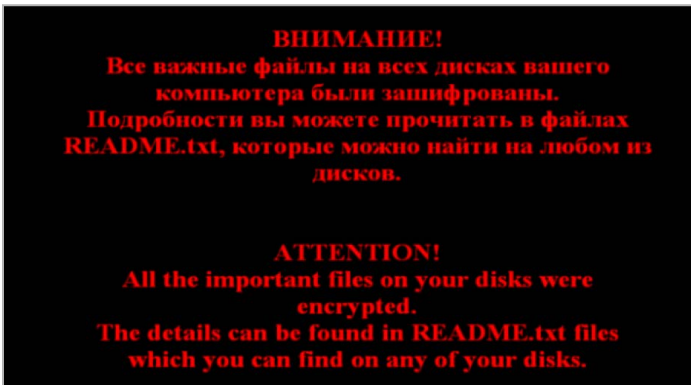 ВНИМАНИЕ!
Все важные файлы на всех дисках вашего
компьютера были зашифрованы.
Подробности вы можете прочитать в файлах
README.txt, которые можно найти на любом из
дисков.
ATTENTION!
All the important files on your disks were
encrypted.
The details can be found in README.txt files
which you can find on any of your disks.